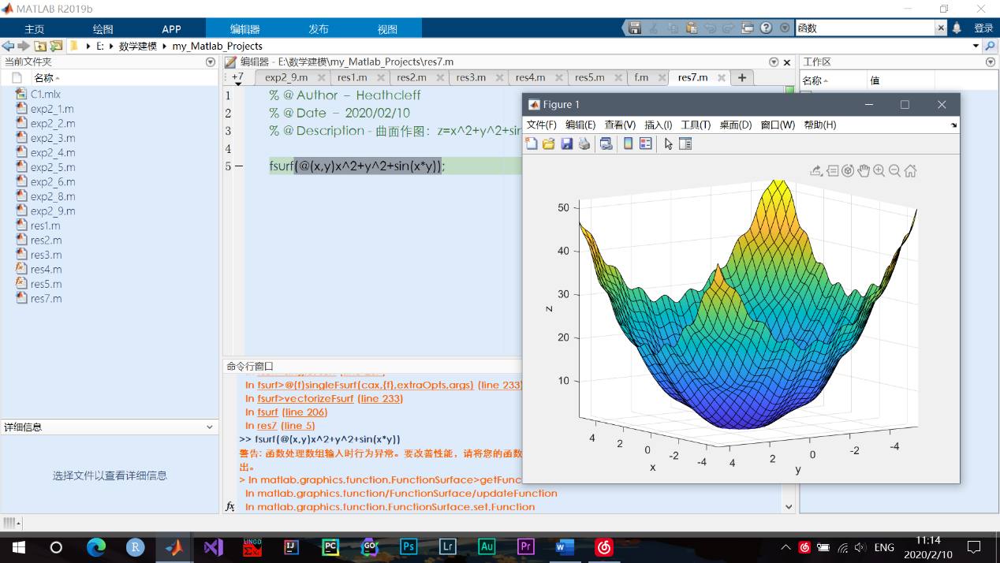 MATLAB R2019b
主页 绘图 APP 编辑器 发布 视图 函数 登录
E: 数学建模 my_Matlab_Projects
当前文件夹
名称
C1.mlx
exp2_1.m
exp2_2.m
exp2_3.m
exp2_4.m
exp2_5.m
exp2_6.m
exp2_8.m
exp2_9.m
res1.m
res2.m
res3.m
res4.m
res5.m
res7.m
详细信息
选择文件以查看详细信息
编辑器 - E:\数学建模\my_Matlab_Projects\res7.m
+7 exp2_9.m res1.m res2.m res3.m res4.m res5.m f.m res7.m
1 % @ Author - Heathcleff
2 % @ Date - 2020/02/10
3 % @ Description - 曲面作图：z=x^2+y^2+sin
4
5 fsurf(@(x,y)x^2+y^2+sin(x*y));
命令行窗口
In fsurf>@(f)singleFsurf(cax,{f},extraOpts,args) (line 233)
In fsurf>vectorizeFsurf (line 233)
In fsurf (line 206)
In res7 (line 5)
>> fsurf(@(x,y)x^2+y^2+sin(x*y))
警告: 函数处理数组输入时行为异常。要改善性能，请将您的函数
出。
> In matlab.graphics.function.FunctionSurface>getFunc
In matlab.graphics.function/FunctionSurface/updateFunction
In matlab.graphics.function.FunctionSurface.set.Function
fx
工作区
名称 值
Figure 1
文件(F) 编辑(E) 查看(V) 插入(I) 工具(T) 桌面(D) 窗口(W) 帮助(H)
50
40
30
20
10
z
4 2 0 -2 -4
x
4 2 0 -2 -4
y
R LINGO IJ PC GO Ps Lr Au Pr W
ENG
11:14
2020/2/10